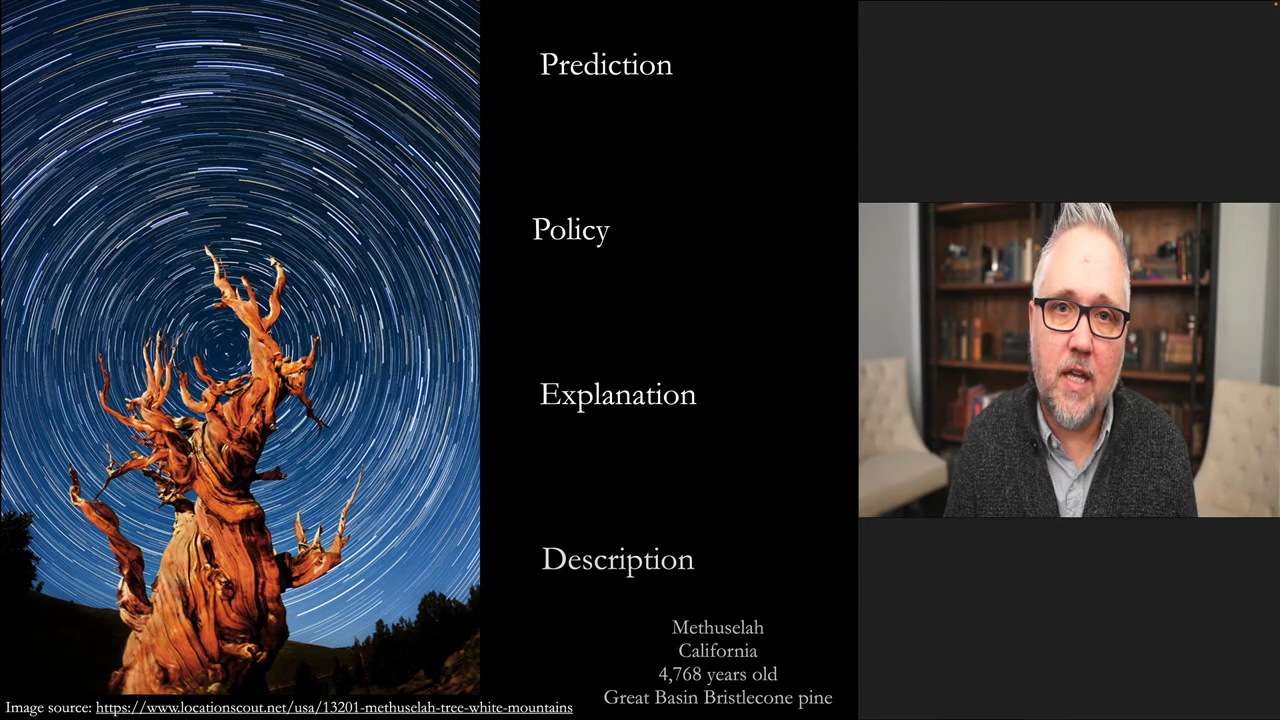 Prediction
Policy
Explanation
Description
Methuselah
California
4,768 years old
Great Basin Bristlecone pine
Image source: https://www.locationscout.net/usa/13201-methuselah-tree-white-mountains